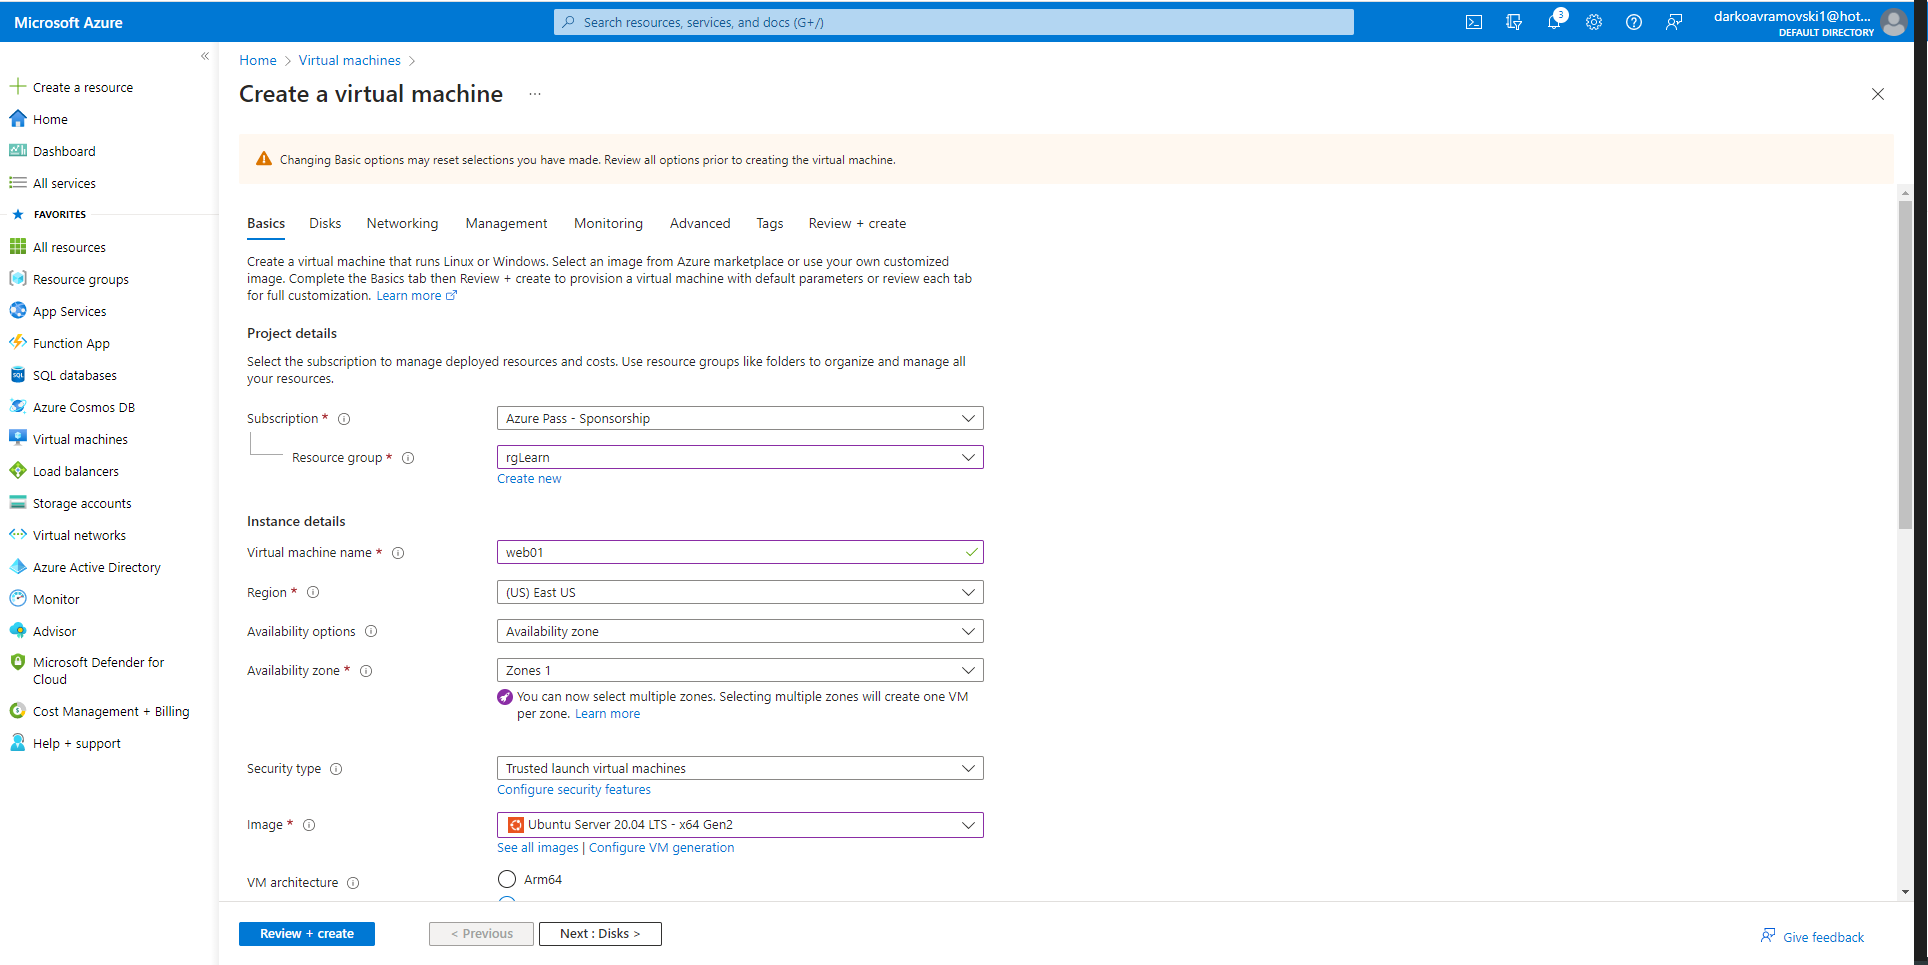 Microsoft Azure
Search resources, services, and docs (G+/)
3
darkoavramovski1@hot...
DEFAULT DIRECTORY
Create a resource
Home
Dashboard
All services
FAVORITES
All resources
Resource groups
App Services
Function App
SQL databases
Azure Cosmos DB
Virtual machines
Load balancers
Storage accounts
Virtual networks
Azure Active Directory
Monitor
Advisor
Microsoft Defender for
Cloud
Cost Management + Billing
Help + support
Home > Virtual machines >
Create a virtual machine ...
Changing Basic options may reset selections you have made. Review all options prior to creating the virtual machine.
Basics Disks Networking Management Monitoring Advanced Tags Review + create
Create a virtual machine that runs Linux or Windows. Select an image from Azure marketplace or use your own customized
image. Complete the Basics tab then Review + create to provision a virtual machine with default parameters or review each tab
for full customization. Learn more
Project details
Select the subscription to manage deployed resources and costs. Use resource groups like folders to organize and manage all
your resources.
Subscription * Azure Pass - Sponsorship
Resource group * rgLearn
Create new
Instance details
Virtual machine name * web01
Region * (US) East US
Availability options Availability zone
Availability zone * Zones 1
You can now select multiple zones. Selecting multiple zones will create one VM
per zone. Learn more
Security type Trusted launch virtual machines
Configure security features
Image * Ubuntu Server 20.04 LTS - x64 Gen2
See all images | Configure VM generation
VM architecture Arm64
Review + create < Previous Next : Disks >
Give feedback